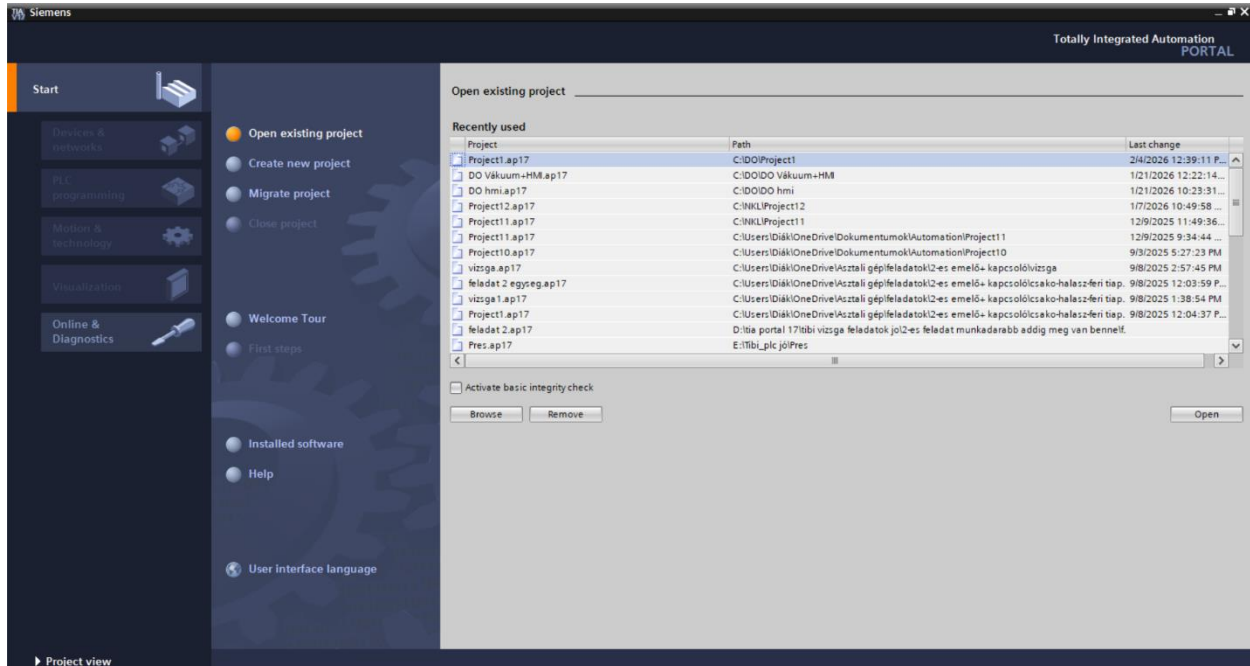 Siemens
Totally Integrated Automation
PORTAL
Start
Devices &
networks
PLC
programming
Motion &
technology
Visualization
Online &
Diagnostics
Open existing project
Create new project
Migrate project
Close project
Welcome Tour
First steps
Installed software
Help
User interface language
Open existing project
Recently used
Project Path Last change
Project1.ap17 C:\DO\Project1 2/4/2026 12:39:11 P...
DO Vákuum+HMI.ap17 C:\DO\DO Vákuum+HMI 1/21/2026 12:22:14...
DO hmi.ap17 C:\DO\DO hmi 1/21/2026 10:23:31...
Project12.ap17 C:\NKL\Project12 1/7/2026 10:49:58 ...
Project11.ap17 C:\NKL\Project11 12/9/2025 11:49:36...
Project11.ap17 C:\Users\Diák\OneDrive\Dokumentumok\Automation\Project11 12/9/2025 9:34:44 ...
Project10.ap17 C:\Users\Diák\OneDrive\Dokumentumok\Automation\Project10 9/3/2025 5:27:23 PM
vizsga.ap17 C:\Users\Diák\OneDrive\Asztali gép\feladatok\2-es emelő+ kapcsoló\vizsga 9/8/2025 2:57:45 PM
feladat 2 egyseg.ap17 C:\Users\Diák\OneDrive\Asztali gép\feladatok\2-es emelő+ kapcsoló\csako-halasz-feri tiap. 9/8/2025 12:03:59 P...
vizsga1.ap17 C:\Users\Diák\OneDrive\Asztali gép\feladatok\2-es emelő+ kapcsoló\csako-halasz-feri tiap. 9/8/2025 1:38:54 PM
Project1.ap17 C:\Users\Diák\OneDrive\Asztali gép\feladatok\2-es emelő+ kapcsoló\csako-halasz-feri tiap. 9/8/2025 12:04:37 P...
feladat 2.ap17 D:\tia portal 17\tibi vizsga feladatok jo\2-es feladat munkadarabb addig meg van benne\f.
Pres.ap17 E:\Tibi_plc jó\Pres
Activate basic integrity check
Browse Remove Open
Project view